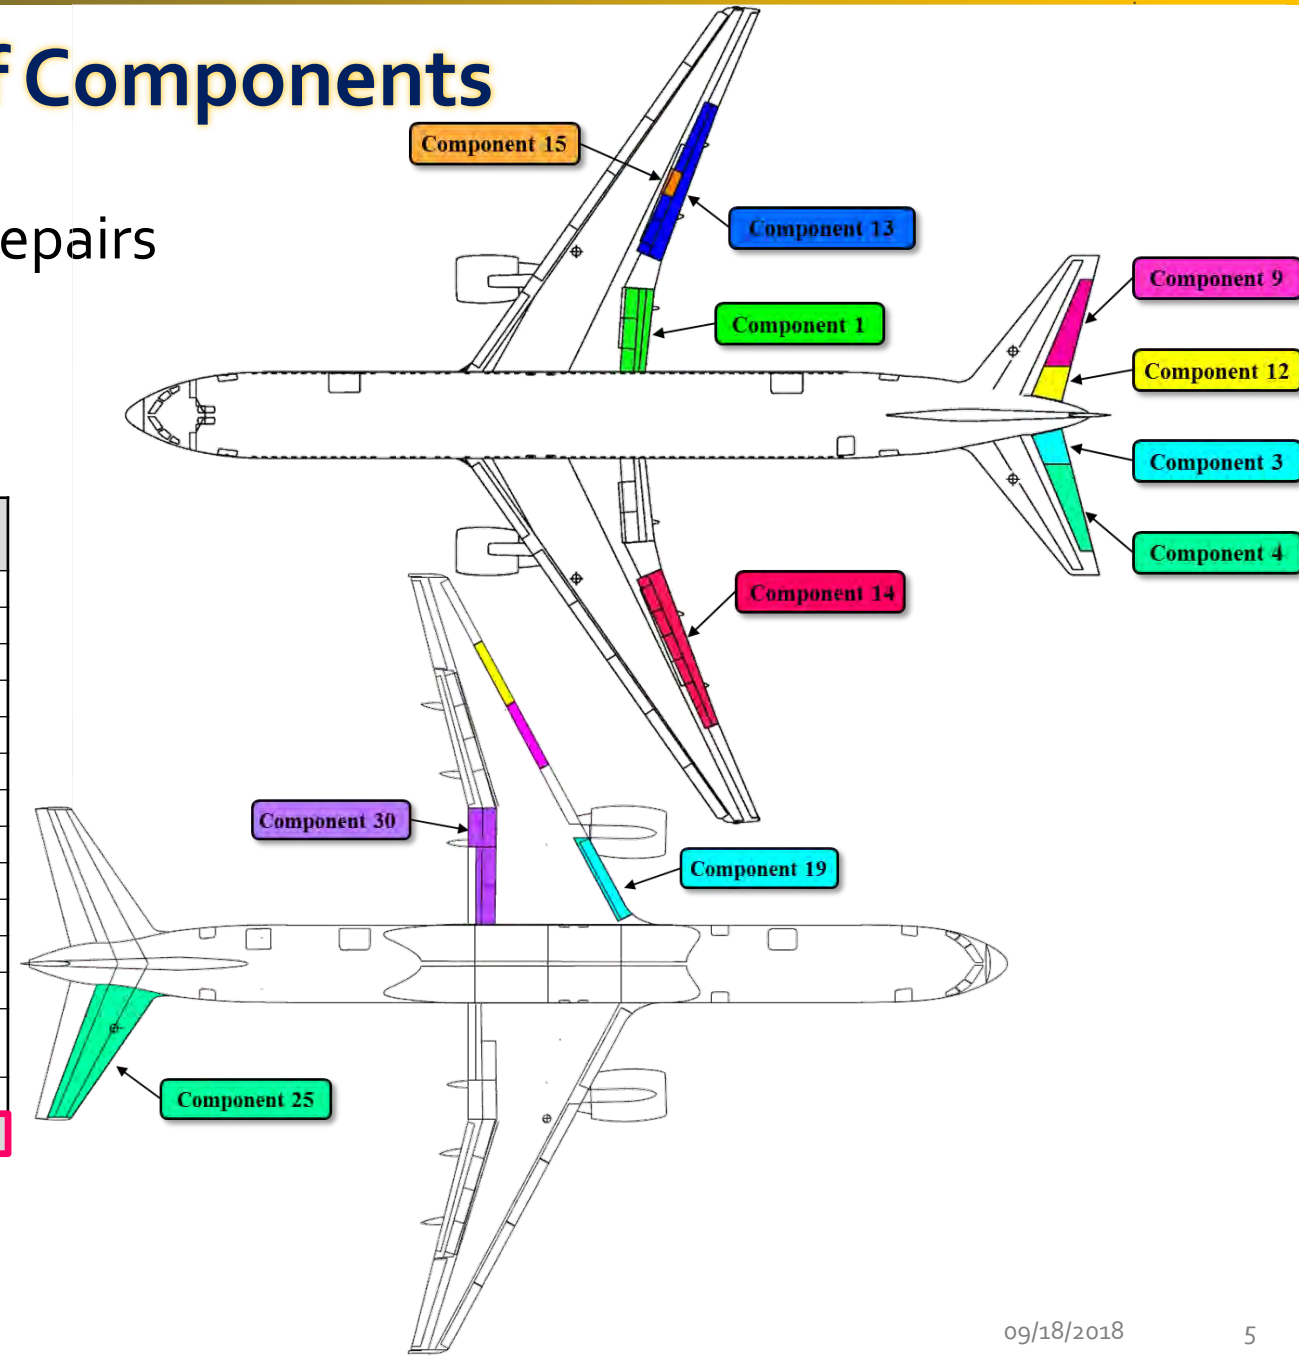 f Components
epairs
Component 15
Component 13
Component 9
Component 1
Component 12
Component 3
Component 4
Component 14
Component 30
Component 19
Component 25
09/18/2018
5